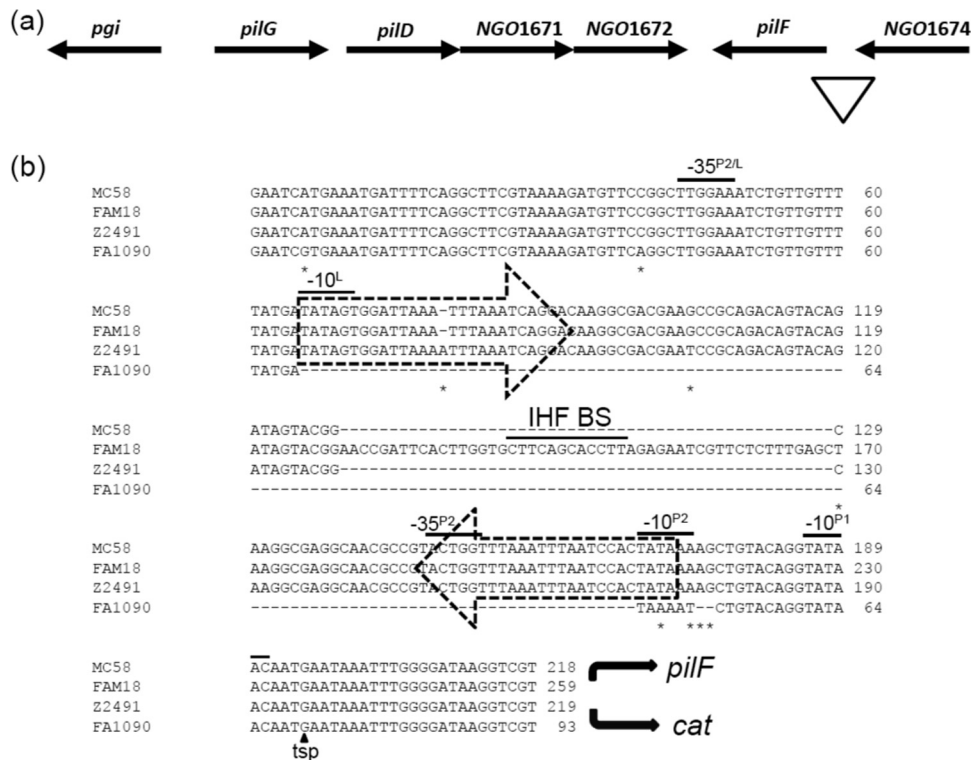 (a)
pgi pilG pilD NGO1671 NGO1672 pilF NGO1674
(b)
-35P2/L
MC58 GAATCATGAAATGATTTTCAGGCTTCGTAAAAGATGTTCCGGCTTGGAAATCTGTTGTTT 60
FAM18 GAATCATGAAATGATTTTCAGGCTTCGTAAAAGATGTTCCGGCTTGGAAATCTGTTGTTT 60
Z2491 GAATCATGAAATGATTTTCAGGCTTCGTAAAAGATGTTCCGGCTTGGAAATCTGTTGTTT 60
FA1090 GAATCGTGAAATGATTTTCAGGCTTCGTAAAAGATGTTCAGGCTTGGAAATCTGTTGTTT 60
* *
-10L
MC58 TATGATATAGTGGATTAAA-TTTAAATCAGGACAAGGCGACGAAGCCGCAGACAGTACAG 119
FAM18 TATGATATAGTGGATTAAA-TTTAAATCAGGACAAGGCGACGAAGCCGCAGACAGTACAG 119
Z2491 TATGATATAGTGGATTAAAATTTAAATCAGGACAAGGCGACGAATCCGCAGACAGTACAG 120
FA1090 TATGA------------------------------------------------------- 64
* *
IHF BS
MC58 ATAGTACGG--------------------------------------------------C 129
FAM18 ATAGTACGGAACCGATTCACTTGGTGCTTCAGCACCTTAGAGAATCGTTCTCTTTGAGCT 170
Z2491 ATAGTACGG--------------------------------------------------C 130
FA1090 ------------------------------------------------------------ 64
*
-35P2 -10P2 -10P1
MC58 AAGGCGAGGCAACGCCGTACTGGTTTAAATTTAATCCACTATAAAAGCTGTACAGGTATA 189
FAM18 AAGGCGAGGCAACGCCGTACTGGTTTAAATTTAATCCACTATAAAAGCTGTACAGGTATA 230
Z2491 AAGGCGAGGCAACGCCGTACTGGTTTAAATTTAATCCACTATAAAAGCTGTACAGGTATA 190
FA1090 ---------------------------------------TAAAAT--CTGTACAGGTATA 64
* ***
MC58 ACAATGAATAAATTTGGGGATAAGGTCGT 218 pilF
FAM18 ACAATGAATAAATTTGGGGATAAGGTCGT 259
Z2491 ACAATGAATAAATTTGGGGATAAGGTCGT 219
FA1090 ACAATGAATAAATTTGGGGATAAGGTCGT 93 cat
tsp